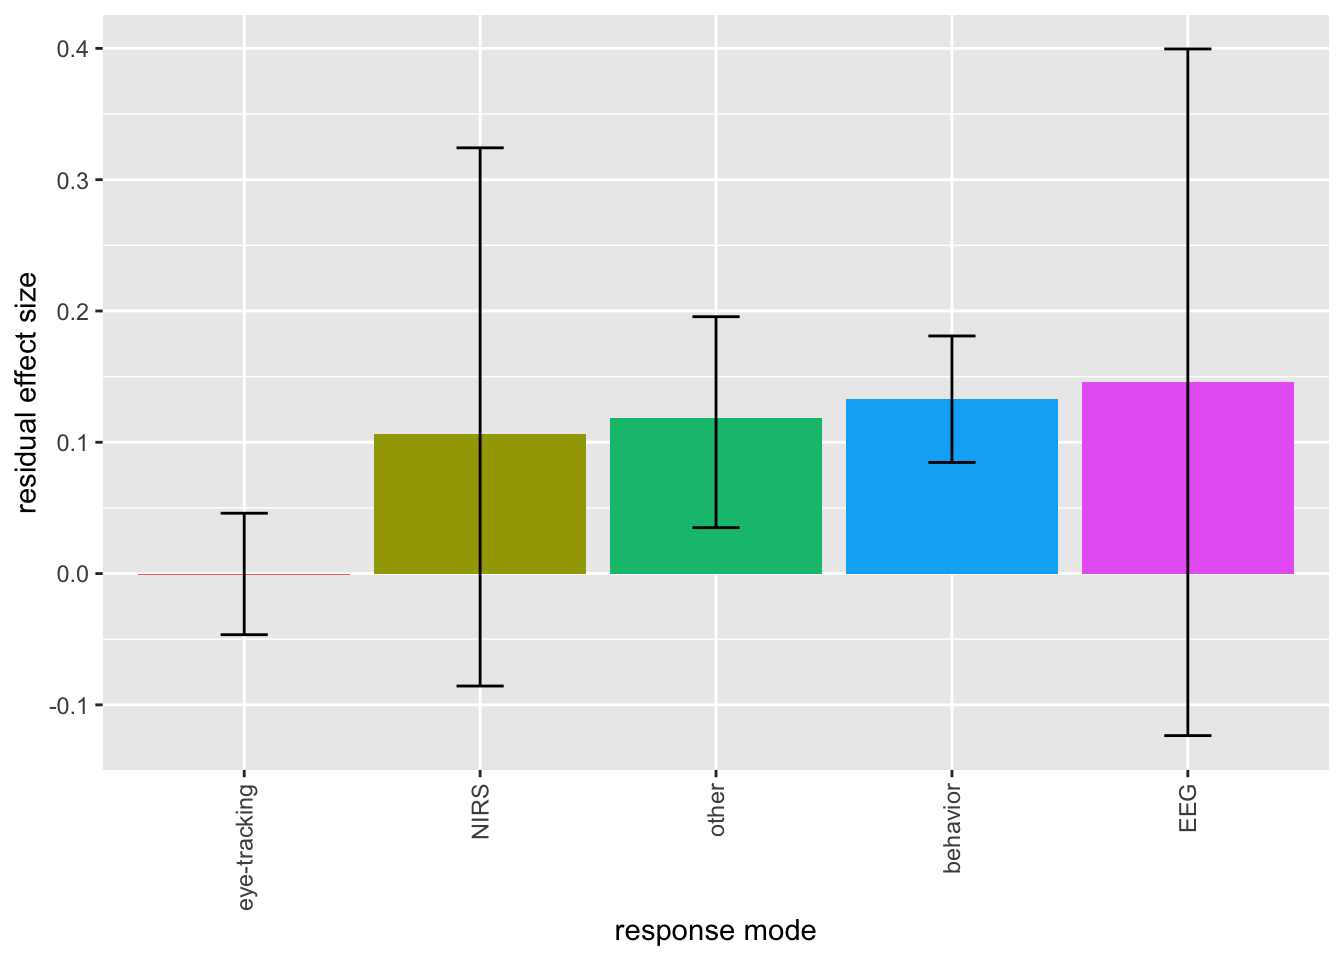 residual effect size
0.4
0.3
0.2
0.1
0.0
-0.1
eye-tracking
NIRS
other
behavior
EEG
response mode